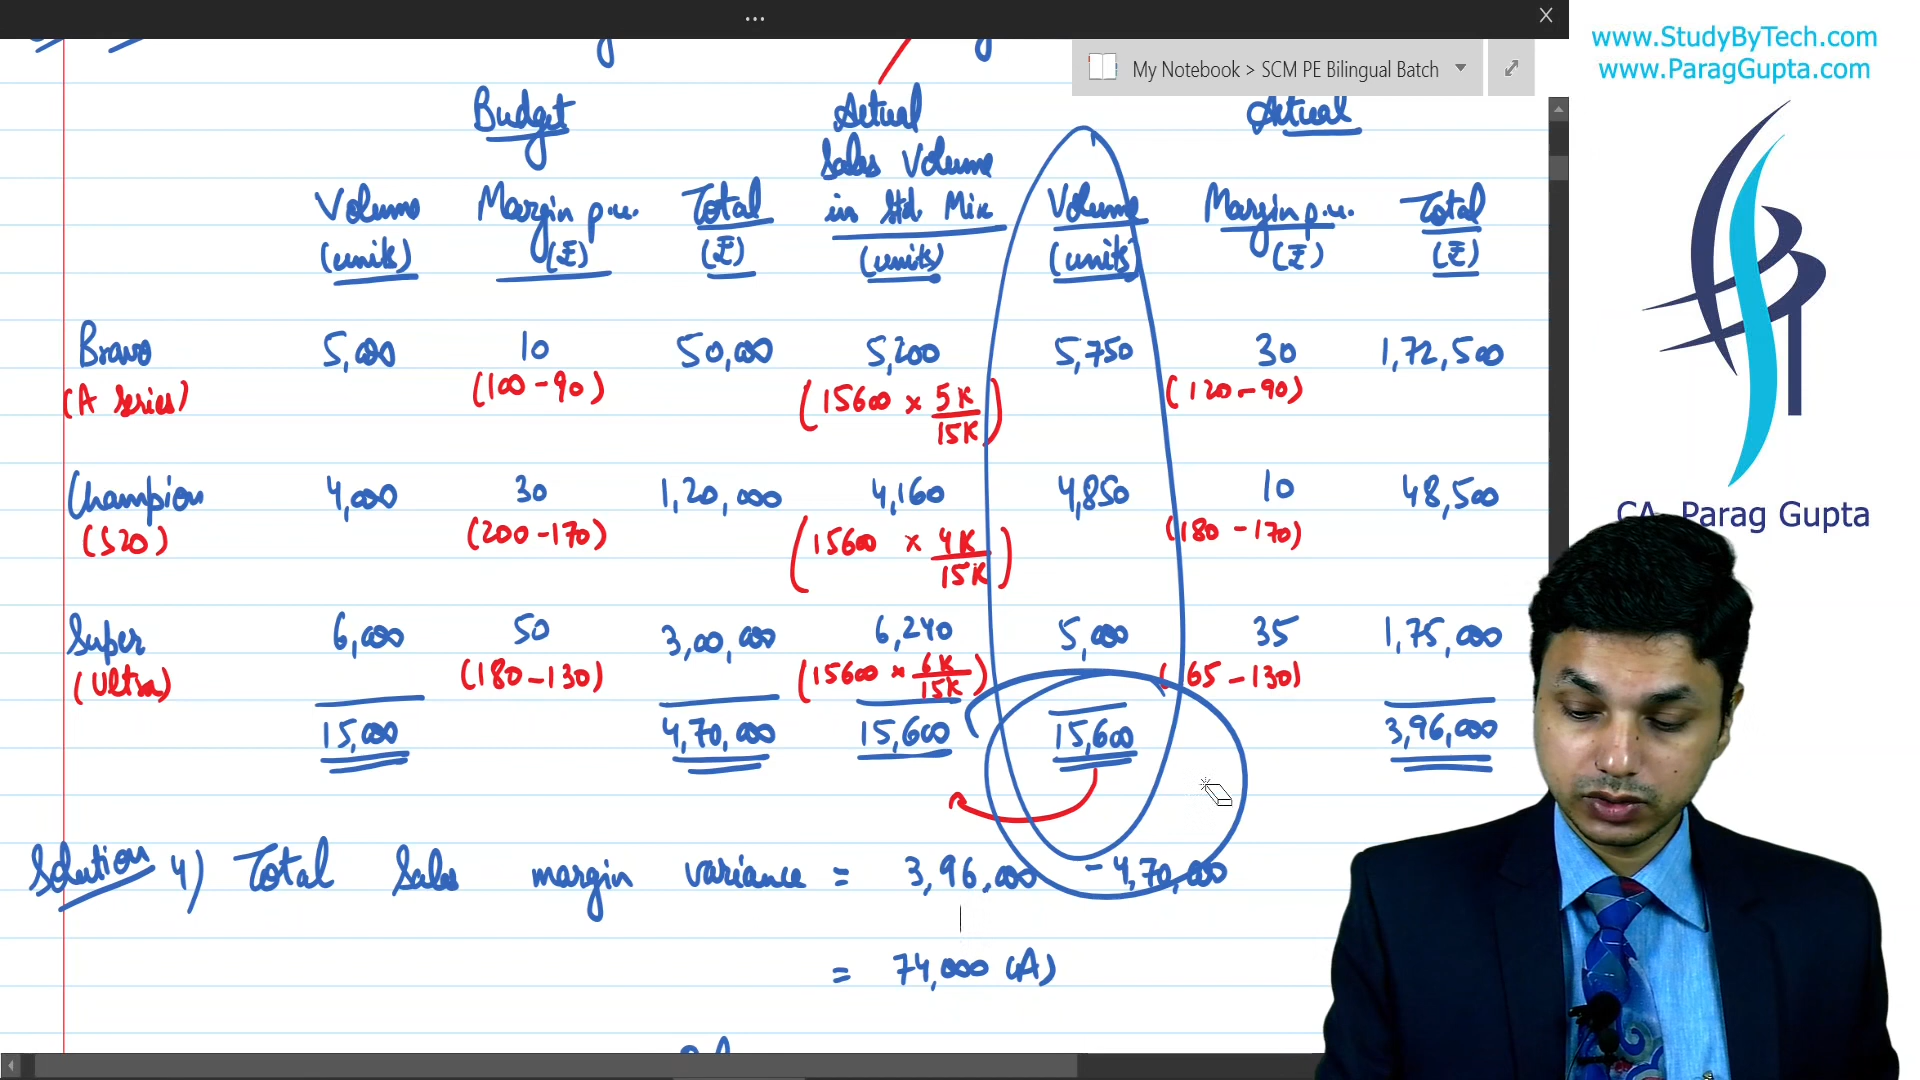 ... X
www.StudyByTech.com
www.ParagGupta.com
My Notebook > SCM PE Bilingual Batch
Budget Actual Sales Volume in Std. Mix (units) Actual
Volume (units) Margin p.u. (₹) Total (₹) Volume (units) Margin p.u. (₹) Total (₹)
Bravo 5,000 10 50,000 5,200 5,750 30 1,72,500
(A Series) (100-90) (15600 × 5K/15K) (120-90)
Champion 4,000 30 1,20,000 4,160 4,850 10 48,500
(S20) (200-170) (15600 × 4K/15K) (180-170)
Super 6,000 50 3,00,000 6,240 5,000 35 1,75,000
(Ultra) (180-130) (15600 × 6K/15K) (65-130)
15,000 4,70,000 15,600 15,600 3,96,000
Solution 4) Total Sales margin variance = 3,96,000 - 4,70,000
= 74,000 (A)
CA. Parag Gupta